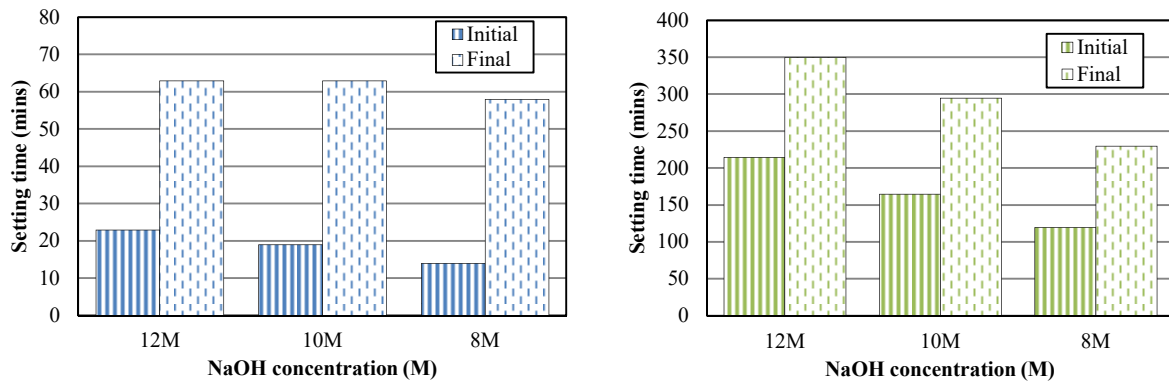 80
70
60
50
40
30
20
10
0
Setting time (mins)
Initial
Final
12M
10M
8M
NaOH concentration (M)
400
350
300
250
200
150
100
50
0
Setting time (mins)
Initial
Final
12M
10M
8M
NaOH concentration (M)